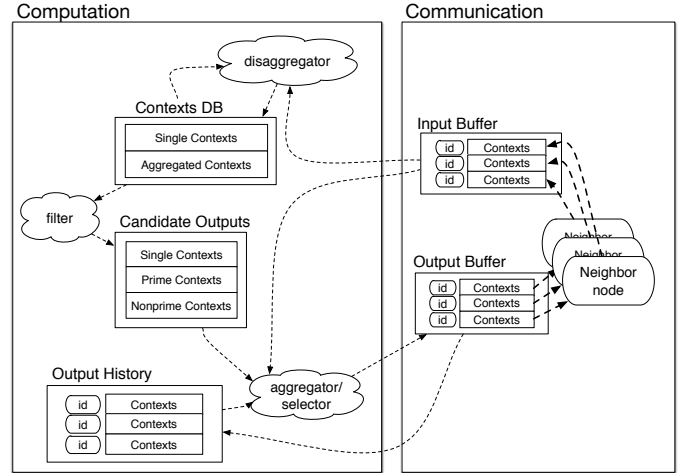 Computation
Communication
disaggregator
Contexts DB
Single Contexts
Aggregated Contexts
filter
Candidate Outputs
Single Contexts
Prime Contexts
Nonprime Contexts
Output History
id Contexts
id Contexts
id Contexts
aggregator/
selector
Input Buffer
id Contexts
id Contexts
id Contexts
Output Buffer
id Contexts
id Contexts
id Contexts
Neighbor
Neighbor
Neighbor
node